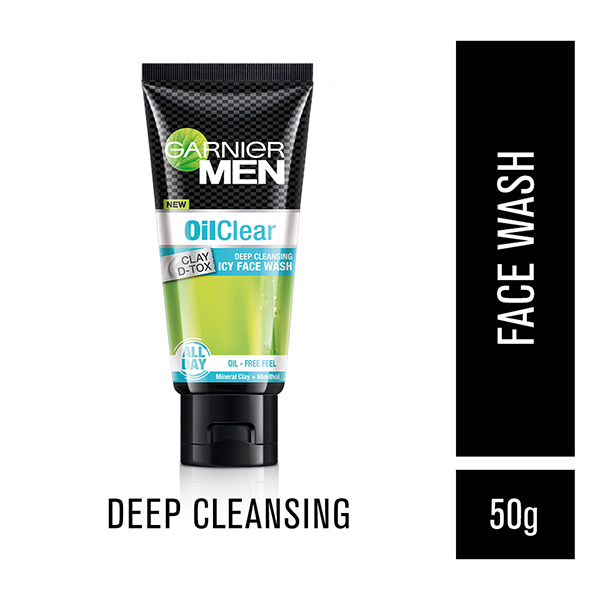 GARNIER
MEN
NEW
OilClear
CLAY
D-TOX
DEEP CLEANSING
ICY FACE WASH
ALL
DAY
OIL - FREE FEEL
Mineral Clay + Menthol
DEEP CLEANSING
FACE WASH
50g